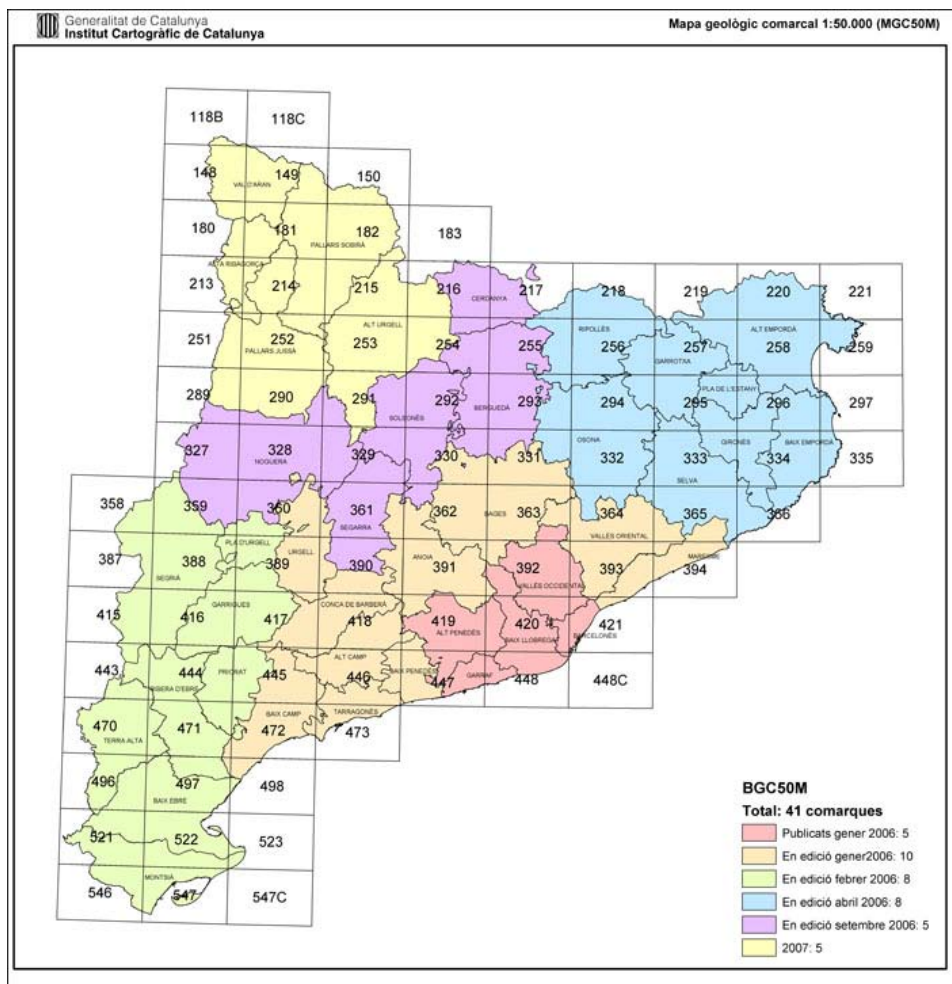 Generalitat de Catalunya
Institut Cartogràfic de Catalunya
Mapa geològic comarcal 1:50.000 (MGC50M)
118B 118C
148 149 150
VAL D'ARAN
180 181 182 183
PALLARS SOBIRÀ
ALTA RIBAGORÇA
213 214 215 216 217 218 219 220 221
CERDANYA
ALT URGELL RIPOLLÈS ALT EMPORDÀ
251 252 253 254 255 256 257 258 259
PALLARS JUSSÀ GARROTXA
PLA DE L'ESTANY
289 290 291 292 293 294 295 296 297
SOLSONÈS BERGUEDÀ
OSONA GIRONÈS BAIX EMPORDÀ
327 328 329 330 331 332 333 334 335
NOGUERA
SELVA
358 359 360 361 362 363 364 365 366
SEGARRA BAGES
PLA D'URGELL URGELL VALLÈS ORIENTAL
ANOIA MARESME
387 388 389 390 391 392 393 394
SEGRIÀ VALLÈS OCCIDENTAL
GARRIGUES CONCA DE BARBERÀ
415 416 417 418 419 420 421
ALT PENEDÈS BAIX LLOBREGAT BARCELONÈS
ALT CAMP
443 444 445 446 447 448 448C
PRIORAT BAIX PENEDÈS GARRAF
RIBERA D'EBRE
BAIX CAMP TARRAGONÈS
470 471 472 473
TERRA ALTA
496 497 498
BAIX EBRE
521 522 523
MONTSIÀ
546 547 547C
BGC50M
Total: 41 comarques
Publicats gener 2006: 5
En edició gener2006: 10
En edició febrer 2006: 8
En edició abril 2006: 8
En edició setembre 2006: 5
2007: 5